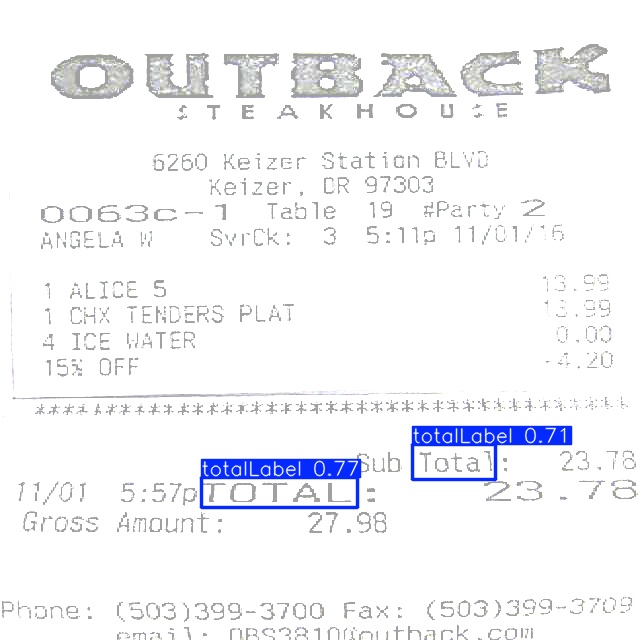 OUTBACK
STEAKHOUSE
6260 Keizer Station BLVD
Keizer, OR 97303
0063c-1 Table 19 #Party 2
ANGELA W SvrCk: 3 5:11p 11/01/16
1 ALICE 5 13.99
1 CHX TENDERS PLAT 13.99
4 ICE WATER 0.00
15% OFF -4.20
************************************
totalLabel 0.71
Sub Total: 23.78
totalLabel 0.77
11/01 5:57p TOTAL: 23.78
Gross Amount: 27.98
Phone: (503)399-3700 Fax: (503)399-3709
email: OBS3810@outback.com